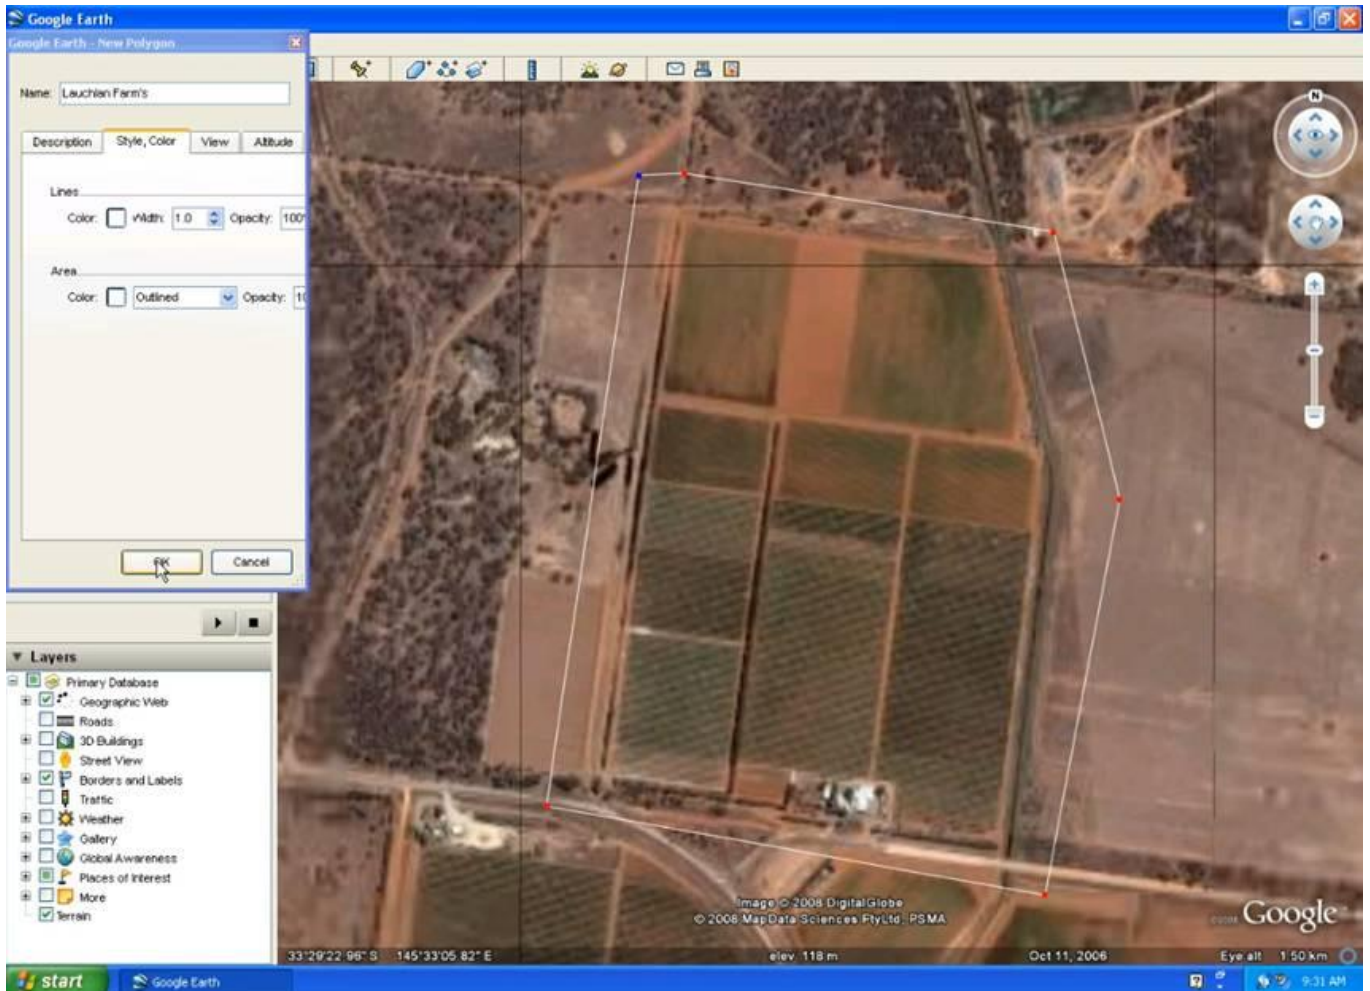 Google Earth
Google Earth - New Polygon
Name: Lauchlan Farm's
Description Style, Color View Altitude
Lines
Color: Width: 1.0 Opacity: 100
Area
Color: Outlined Opacity: 10
OK Cancel
Layers
Primary Database
Geographic Web
Roads
3D Buildings
Street View
Borders and Labels
Traffic
Weather
Gallery
Global Awareness
Places of Interest
More
Terrain
N
Image © 2008 DigitalGlobe
© 2008 MapData Sciences PtyLtd, PSMA
Google
33°29'22.96" S 145°33'05.82" E elev 118 m Oct 11, 2006 Eye alt 1.50 km
start Google Earth 9:31 AM